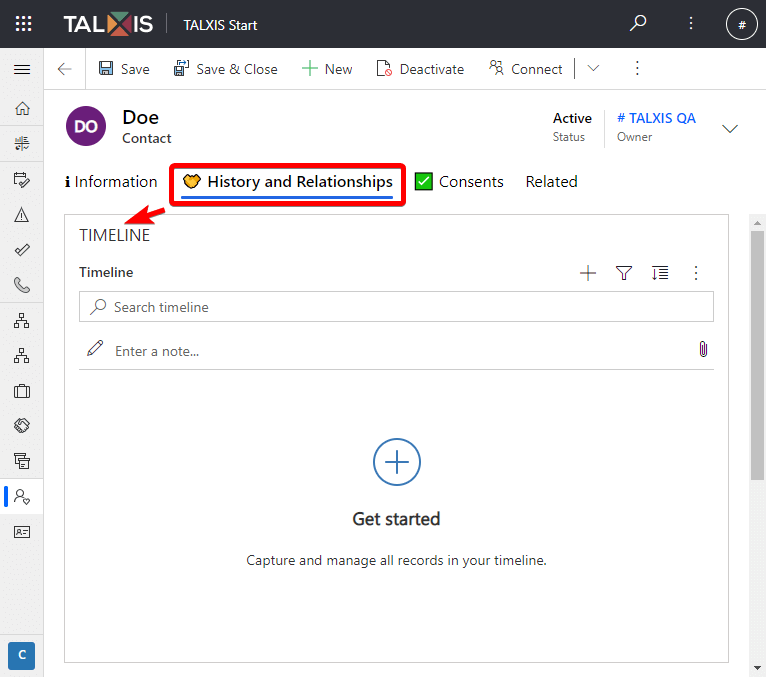 TALXIS TALXIS Start #
Save Save & Close New Deactivate Connect
DO Doe
Contact
Active
Status
# TALXIS QA
Owner
Information History and Relationships Consents Related
TIMELINE
Timeline
Search timeline
Enter a note...
Get started
Capture and manage all records in your timeline.
C